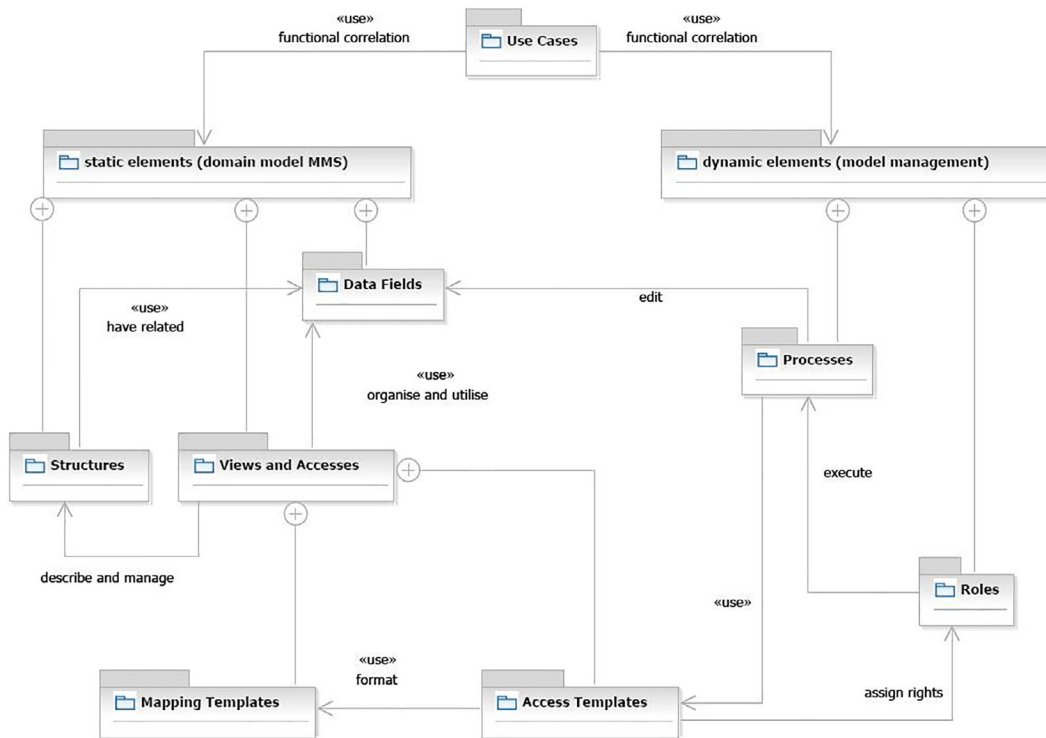 «use»
functional correlation
Use Cases
«use»
functional correlation
static elements (domain model MMS)
dynamic elements (model management)
Data Fields
«use»
have related
edit
Processes
«use»
organise and utilise
Structures
Views and Accesses
execute
describe and manage
Roles
«use»
«use»
format
Mapping Templates
Access Templates
assign rights